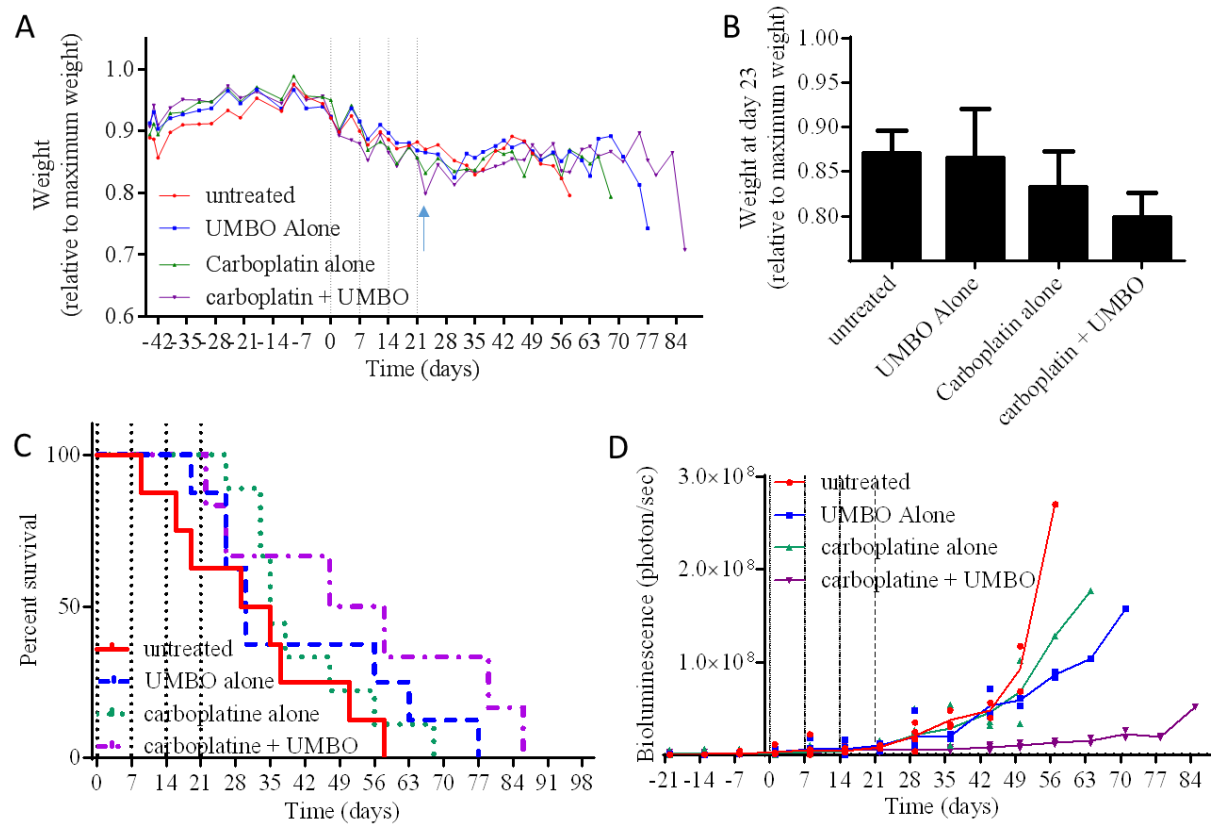 A
Weight
(relative to maximum weight)
1.0
0.9
0.8
0.7
0.6
untreated
UMBO Alone
Carboplatin alone
carboplatin + UMBO
-42 -35 -28 -21 -14 -7 0 7 14 21 28 35 42 49 56 63 70 77 84
Time (days)
B
Weight at day 23
(relative to maximum weight)
1.00
0.95
0.90
0.85
0.80
untreated
UMBO Alone
Carboplatin alone
carboplatin + UMBO
C
Percent survival
100
50
0
untreated
UMBO alone
carboplatine alone
carboplatine + UMBO
0 7 14 21 28 35 42 49 56 63 70 77 84 91 98
Time (days)
D
Bioluminescence (photon/sec)
3.0× 10⁸
2.0× 10⁸
1.0× 10⁸
untreated
UMBO Alone
carboplatine alone
carboplatine + UMBO
-21 -14 -7 0 7 14 21 28 35 42 49 56 63 70 77 84
Time (days)